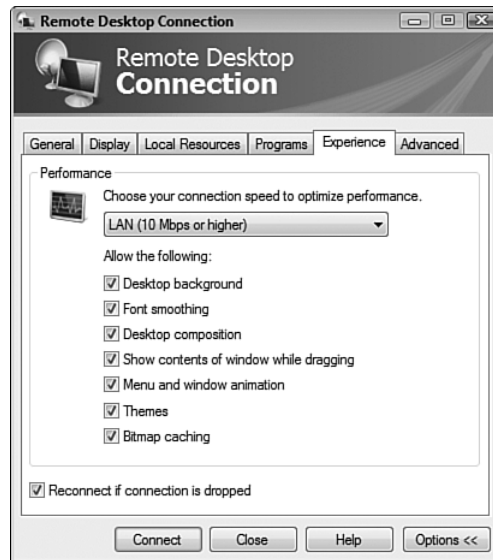 Remote Desktop Connection
Remote Desktop
Connection
General Display Local Resources Programs Experience Advanced
Performance
Choose your connection speed to optimize performance.
LAN (10 Mbps or higher)
Allow the following:
Desktop background
Font smoothing
Desktop composition
Show contents of window while dragging
Menu and window animation
Themes
Bitmap caching
Reconnect if connection is dropped
Connect Close Help Options <<